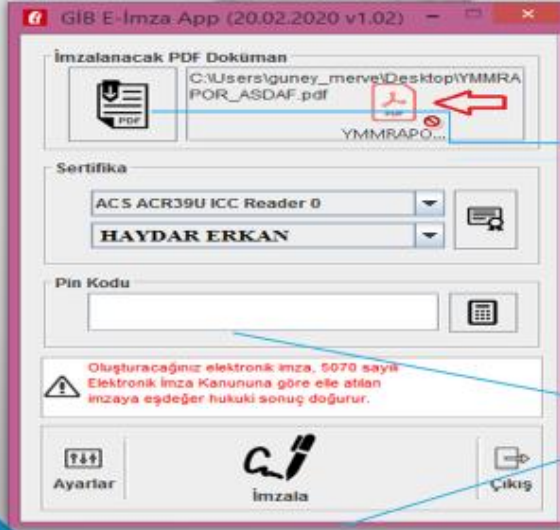 GİB E-İmza App (20.02.2020 v1.02)
İmzalanacak PDF Doküman
PDF
C:\Users\guney_merve\Desktop\YMMRA
POR_ASDAF.pdf
PDF
YMMRAPO...
Sertifika
ACS ACR39U ICC Reader 0
HAYDAR ERKAN
Pin Kodu
Oluşturacağınız elektronik imza, 5070 sayılı
Elektronik İmza Kanununa göre elle atılan
imzaya eşdeğer hukuki sonuç doğurur.
Ayarlar
İmzala
Çıkış